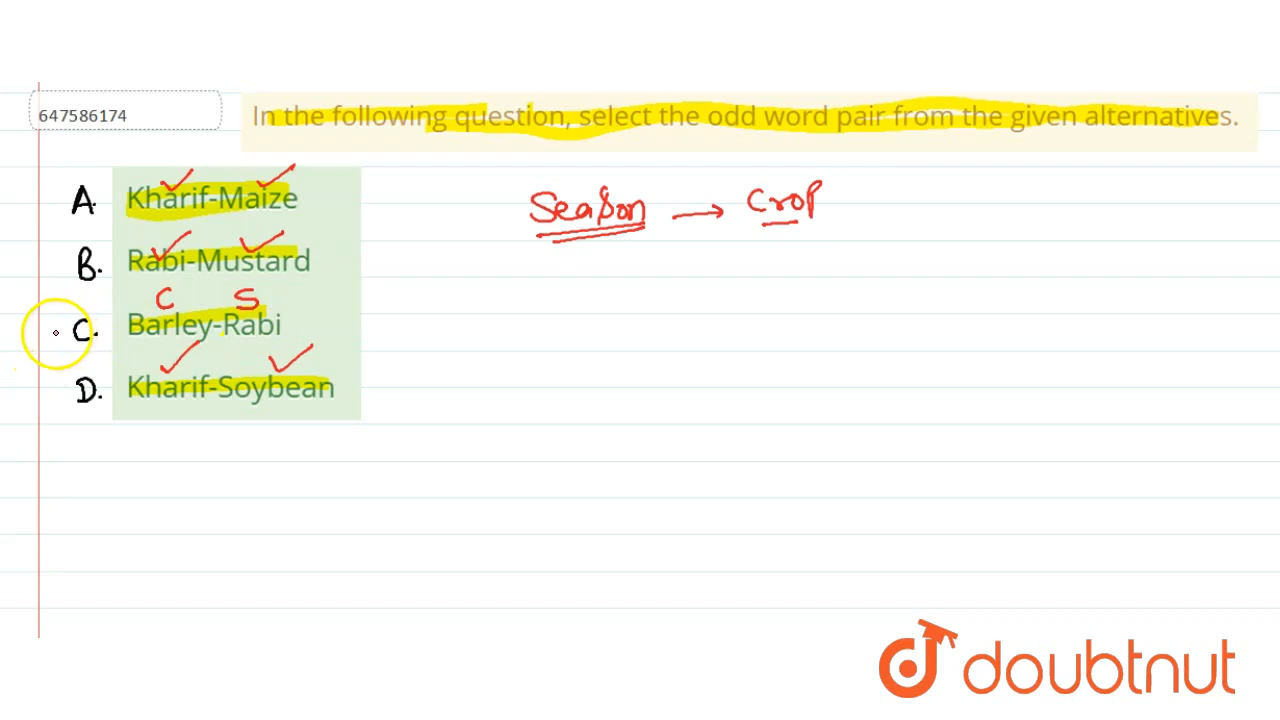 647586174
In the following question, select the odd word pair from the given alternatives.
A. Kharif-Maize
Season → Crop
B. Rabi-Mustard
C S
C. Barley-Rabi
D. Kharif-Soybean
doubtnut